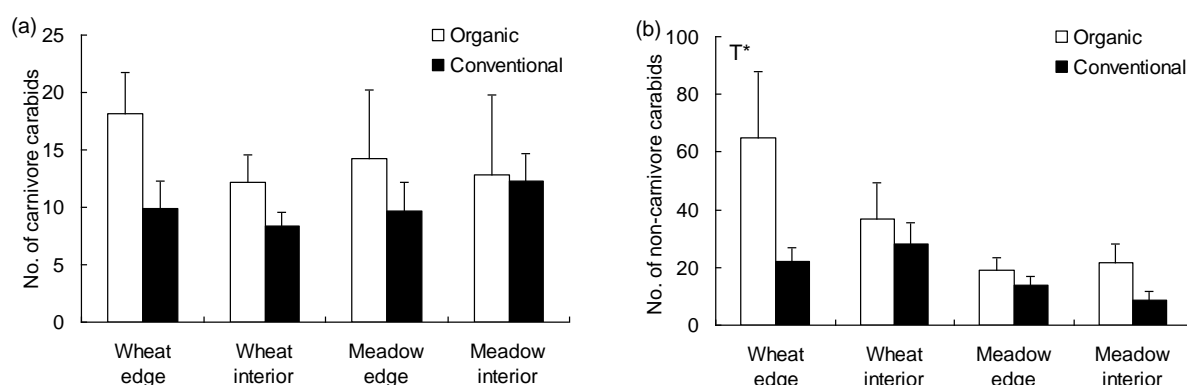 (a)
No. of carnivore carabids
25
20
15
10
5
0
Organic
Conventional
Wheat
edge
Wheat
interior
Meadow
edge
Meadow
interior
(b)
No. of non-carnivore carabids
100
80
60
40
20
0
T*
Organic
Conventional
Wheat
edge
Wheat
interior
Meadow
edge
Meadow
interior